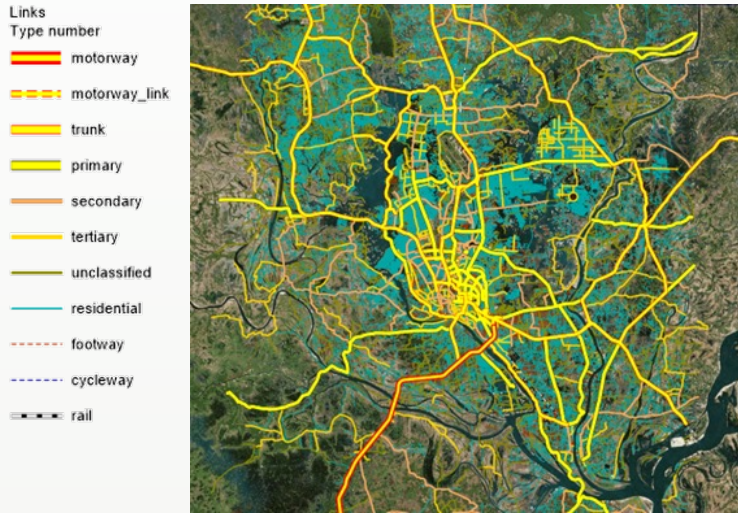 Links
Type number
motorway
motorway_link
trunk
primary
secondary
tertiary
unclassified
residential
footway
cycleway
rail